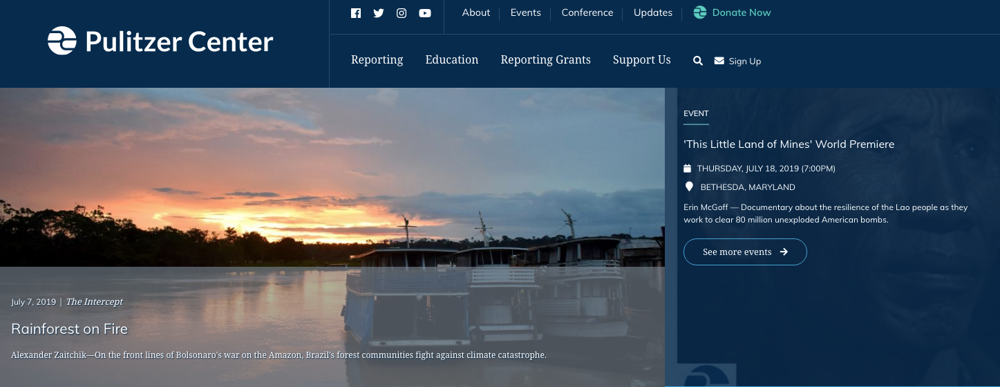 Pulitzer Center
About
Events
Conference
Updates
Donate Now
Reporting
Education
Reporting Grants
Support Us
Sign Up
July 7, 2019 | The Intercept
Rainforest on Fire
Alexander Zaitchik—On the front lines of Bolsonaro's war on the Amazon, Brazil's forest communities fight against climate catastrophe.
EVENT
'This Little Land of Mines' World Premiere
THURSDAY, JULY 18, 2019 (7:00PM)
BETHESDA, MARYLAND
Erin McGoff — Documentary about the resilience of the Lao people as they
work to clear 80 million unexploded American bombs.
See more events